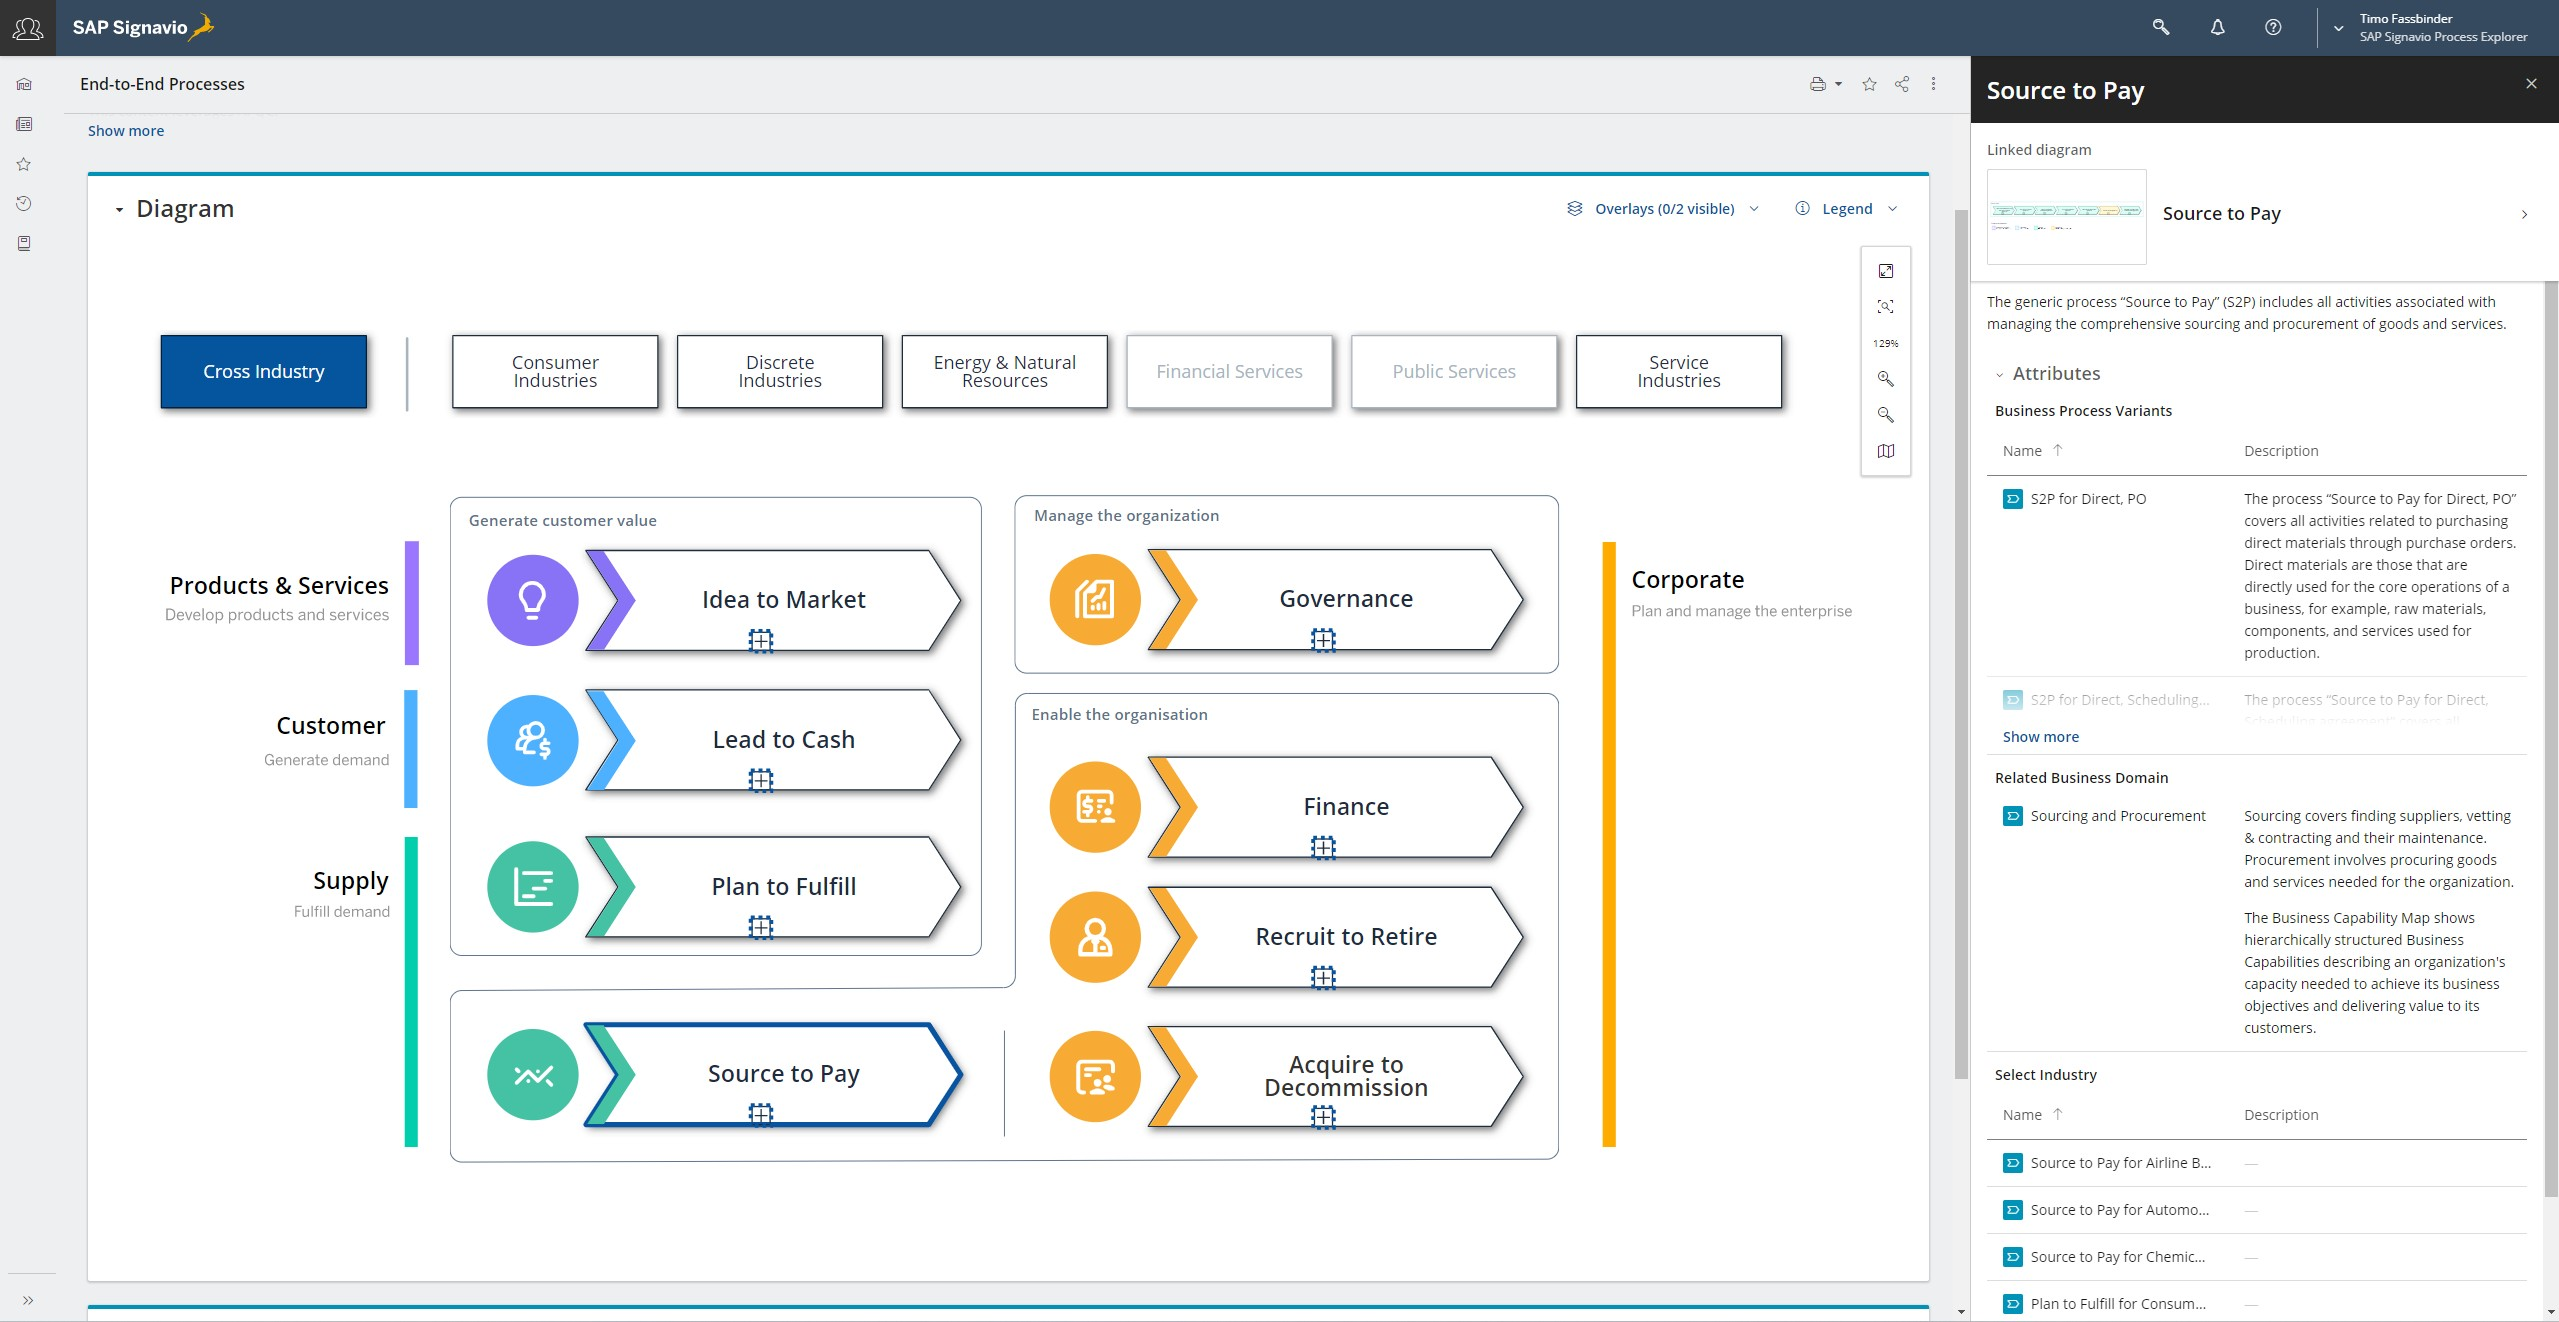 SAP Signavio
Timo Fassbinder
SAP Signavio Process Explorer
End-to-End Processes
Show more
Diagram
Overlays (0/2 visible)
Legend
129%
Cross Industry
Consumer
Industries
Discrete
Industries
Energy & Natural
Resources
Financial Services
Public Services
Service
Industries
Products & Services
Develop products and services
Customer
Generate demand
Supply
Fulfill demand
Generate customer value
Idea to Market
Lead to Cash
Plan to Fulfill
Source to Pay
Manage the organization
Governance
Enable the organisation
Finance
Recruit to Retire
Acquire to
Decommission
Corporate
Plan and manage the enterprise
Source to Pay
Linked diagram
Source to Pay
The generic process “Source to Pay” (S2P) includes all activities associated with
managing the comprehensive sourcing and procurement of goods and services.
Attributes
Business Process Variants
Name
Description
S2P for Direct, PO
The process “Source to Pay for Direct, PO”
covers all activities related to purchasing
direct materials through purchase orders.
Direct materials are those that are
directly used for the core operations of a
business, for example, raw materials,
components, and services used for
production.
S2P for Direct, Scheduling...
The process “Source to Pay for Direct,
Scheduling agreement” covers all
Show more
Related Business Domain
Sourcing and Procurement
Sourcing covers finding suppliers, vetting
& contracting and their maintenance.
Procurement involves procuring goods
and services needed for the organization.
The Business Capability Map shows
hierarchically structured Business
Capabilities describing an organization's
capacity needed to achieve its business
objectives and delivering value to its
customers.
Select Industry
Name
Description
Source to Pay for Airline B...
—
Source to Pay for Automo...
—
Source to Pay for Chemic...
—
Plan to Fulfill for Consum...
—